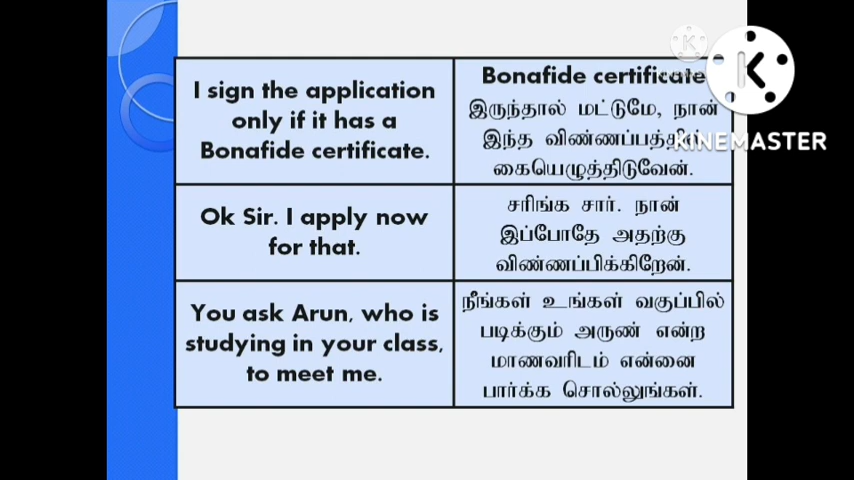 I sign the application
only if it has a
Bonafide certificate.
Bonafide certificate
இருந்தால் மட்டுமே, நான்
இந்த விண்ணப்பத்தில்
கையெழுத்திடுவேன்.
Ok Sir. I apply now
for that.
சரிங்க சார். நான்
இப்போதே அதற்கு
விண்ணப்பிக்கிறேன்.
You ask Arun, who is
studying in your class,
to meet me.
நீங்கள் உங்கள் வகுப்பில்
படிக்கும் அருண் என்ற
மாணவரிடம் என்னை
பார்க்க சொல்லுங்கள்.
KINEMASTER